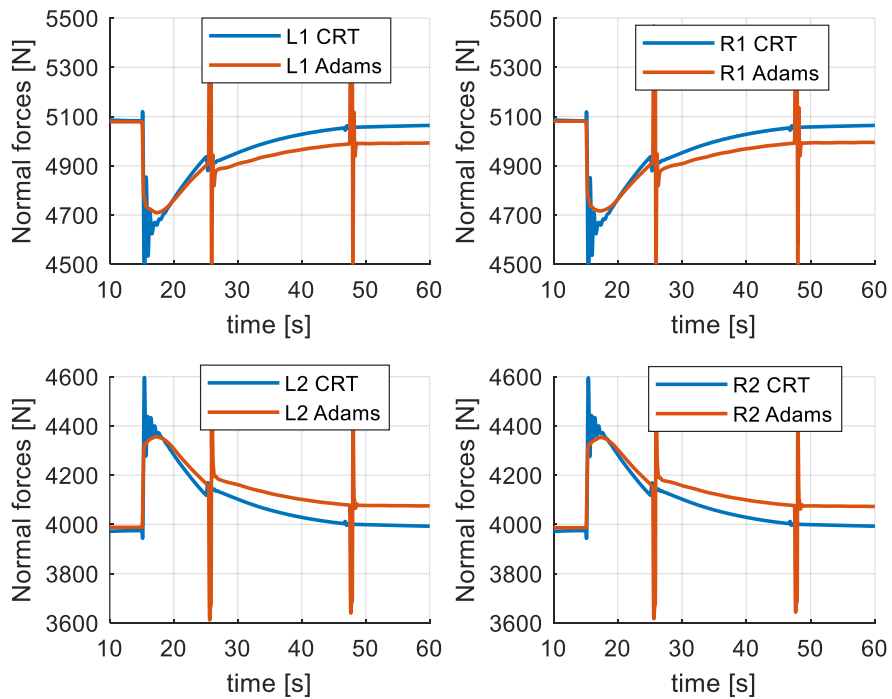 Normal forces [N]
5500
5300
5100
4900
4700
4500
L1 CRT
L1 Adams
10 20 30 40 50 60
time [s]
Normal forces [N]
5500
5300
5100
4900
4700
4500
R1 CRT
R1 Adams
10 20 30 40 50 60
time [s]
Normal forces [N]
4600
4400
4200
4000
3800
3600
L2 CRT
L2 Adams
10 20 30 40 50 60
time [s]
Normal forces [N]
4600
4400
4200
4000
3800
3600
R2 CRT
R2 Adams
10 20 30 40 50 60
time [s]